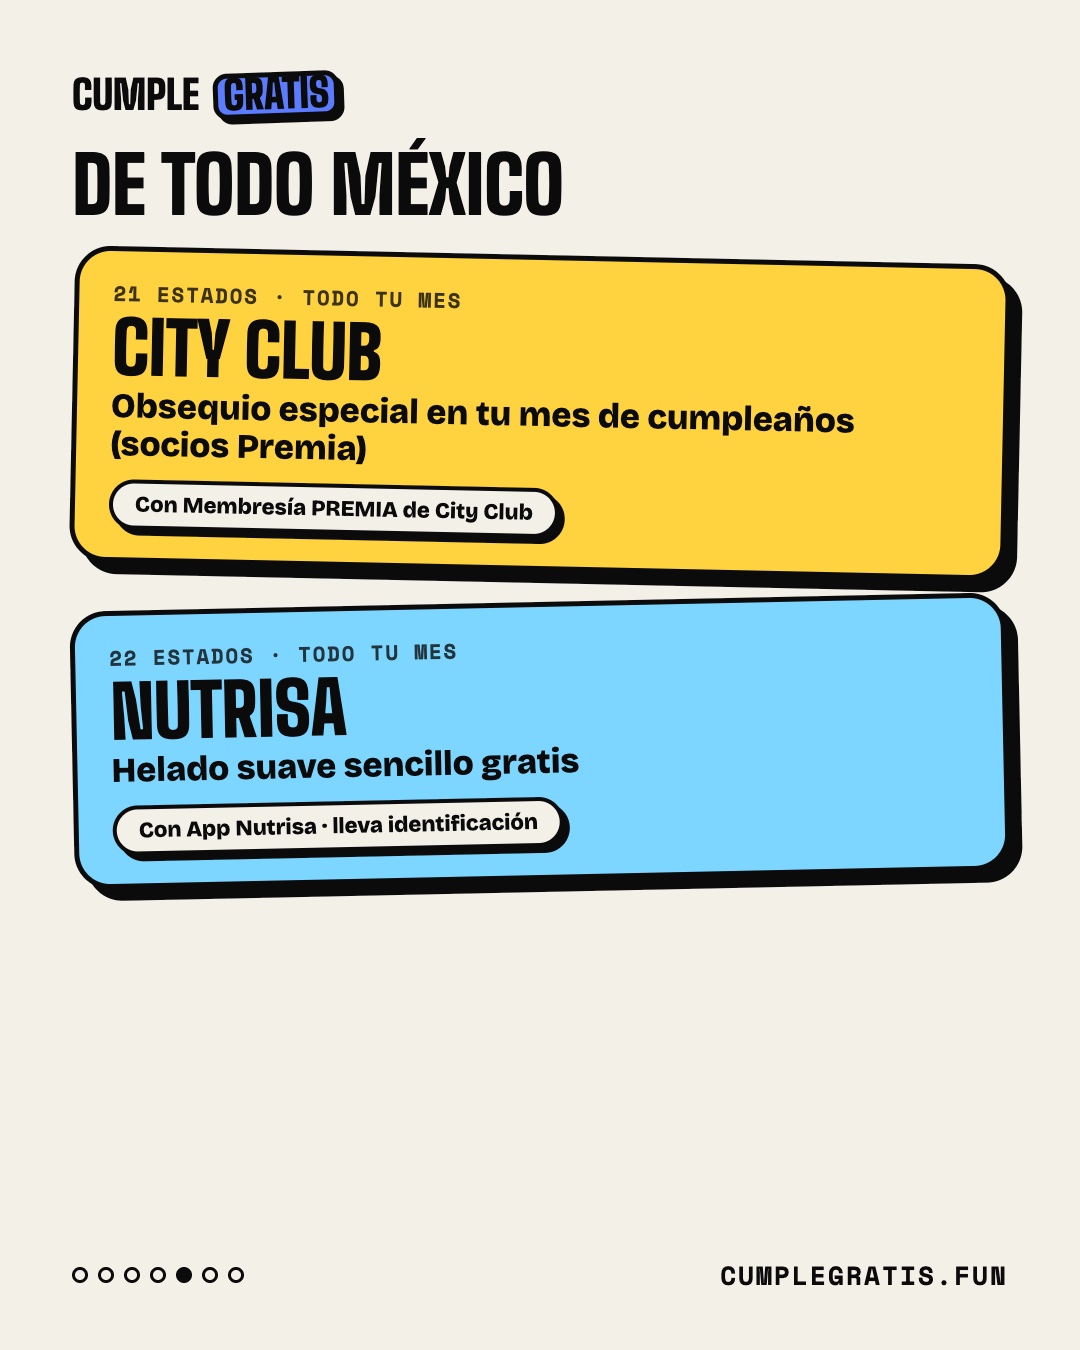 CUMPLE GRATIS
DE TODO MÉXICO
21 ESTADOS · TODO TU MES
CITY CLUB
Obsequio especial en tu mes de cumpleaños
(socios Premia)
Con Membresía PREMIA de City Club
22 ESTADOS · TODO TU MES
NUTRISA
Helado suave sencillo gratis
Con App Nutrisa · lleva identificación
CUMPLEGRATIS.FUN